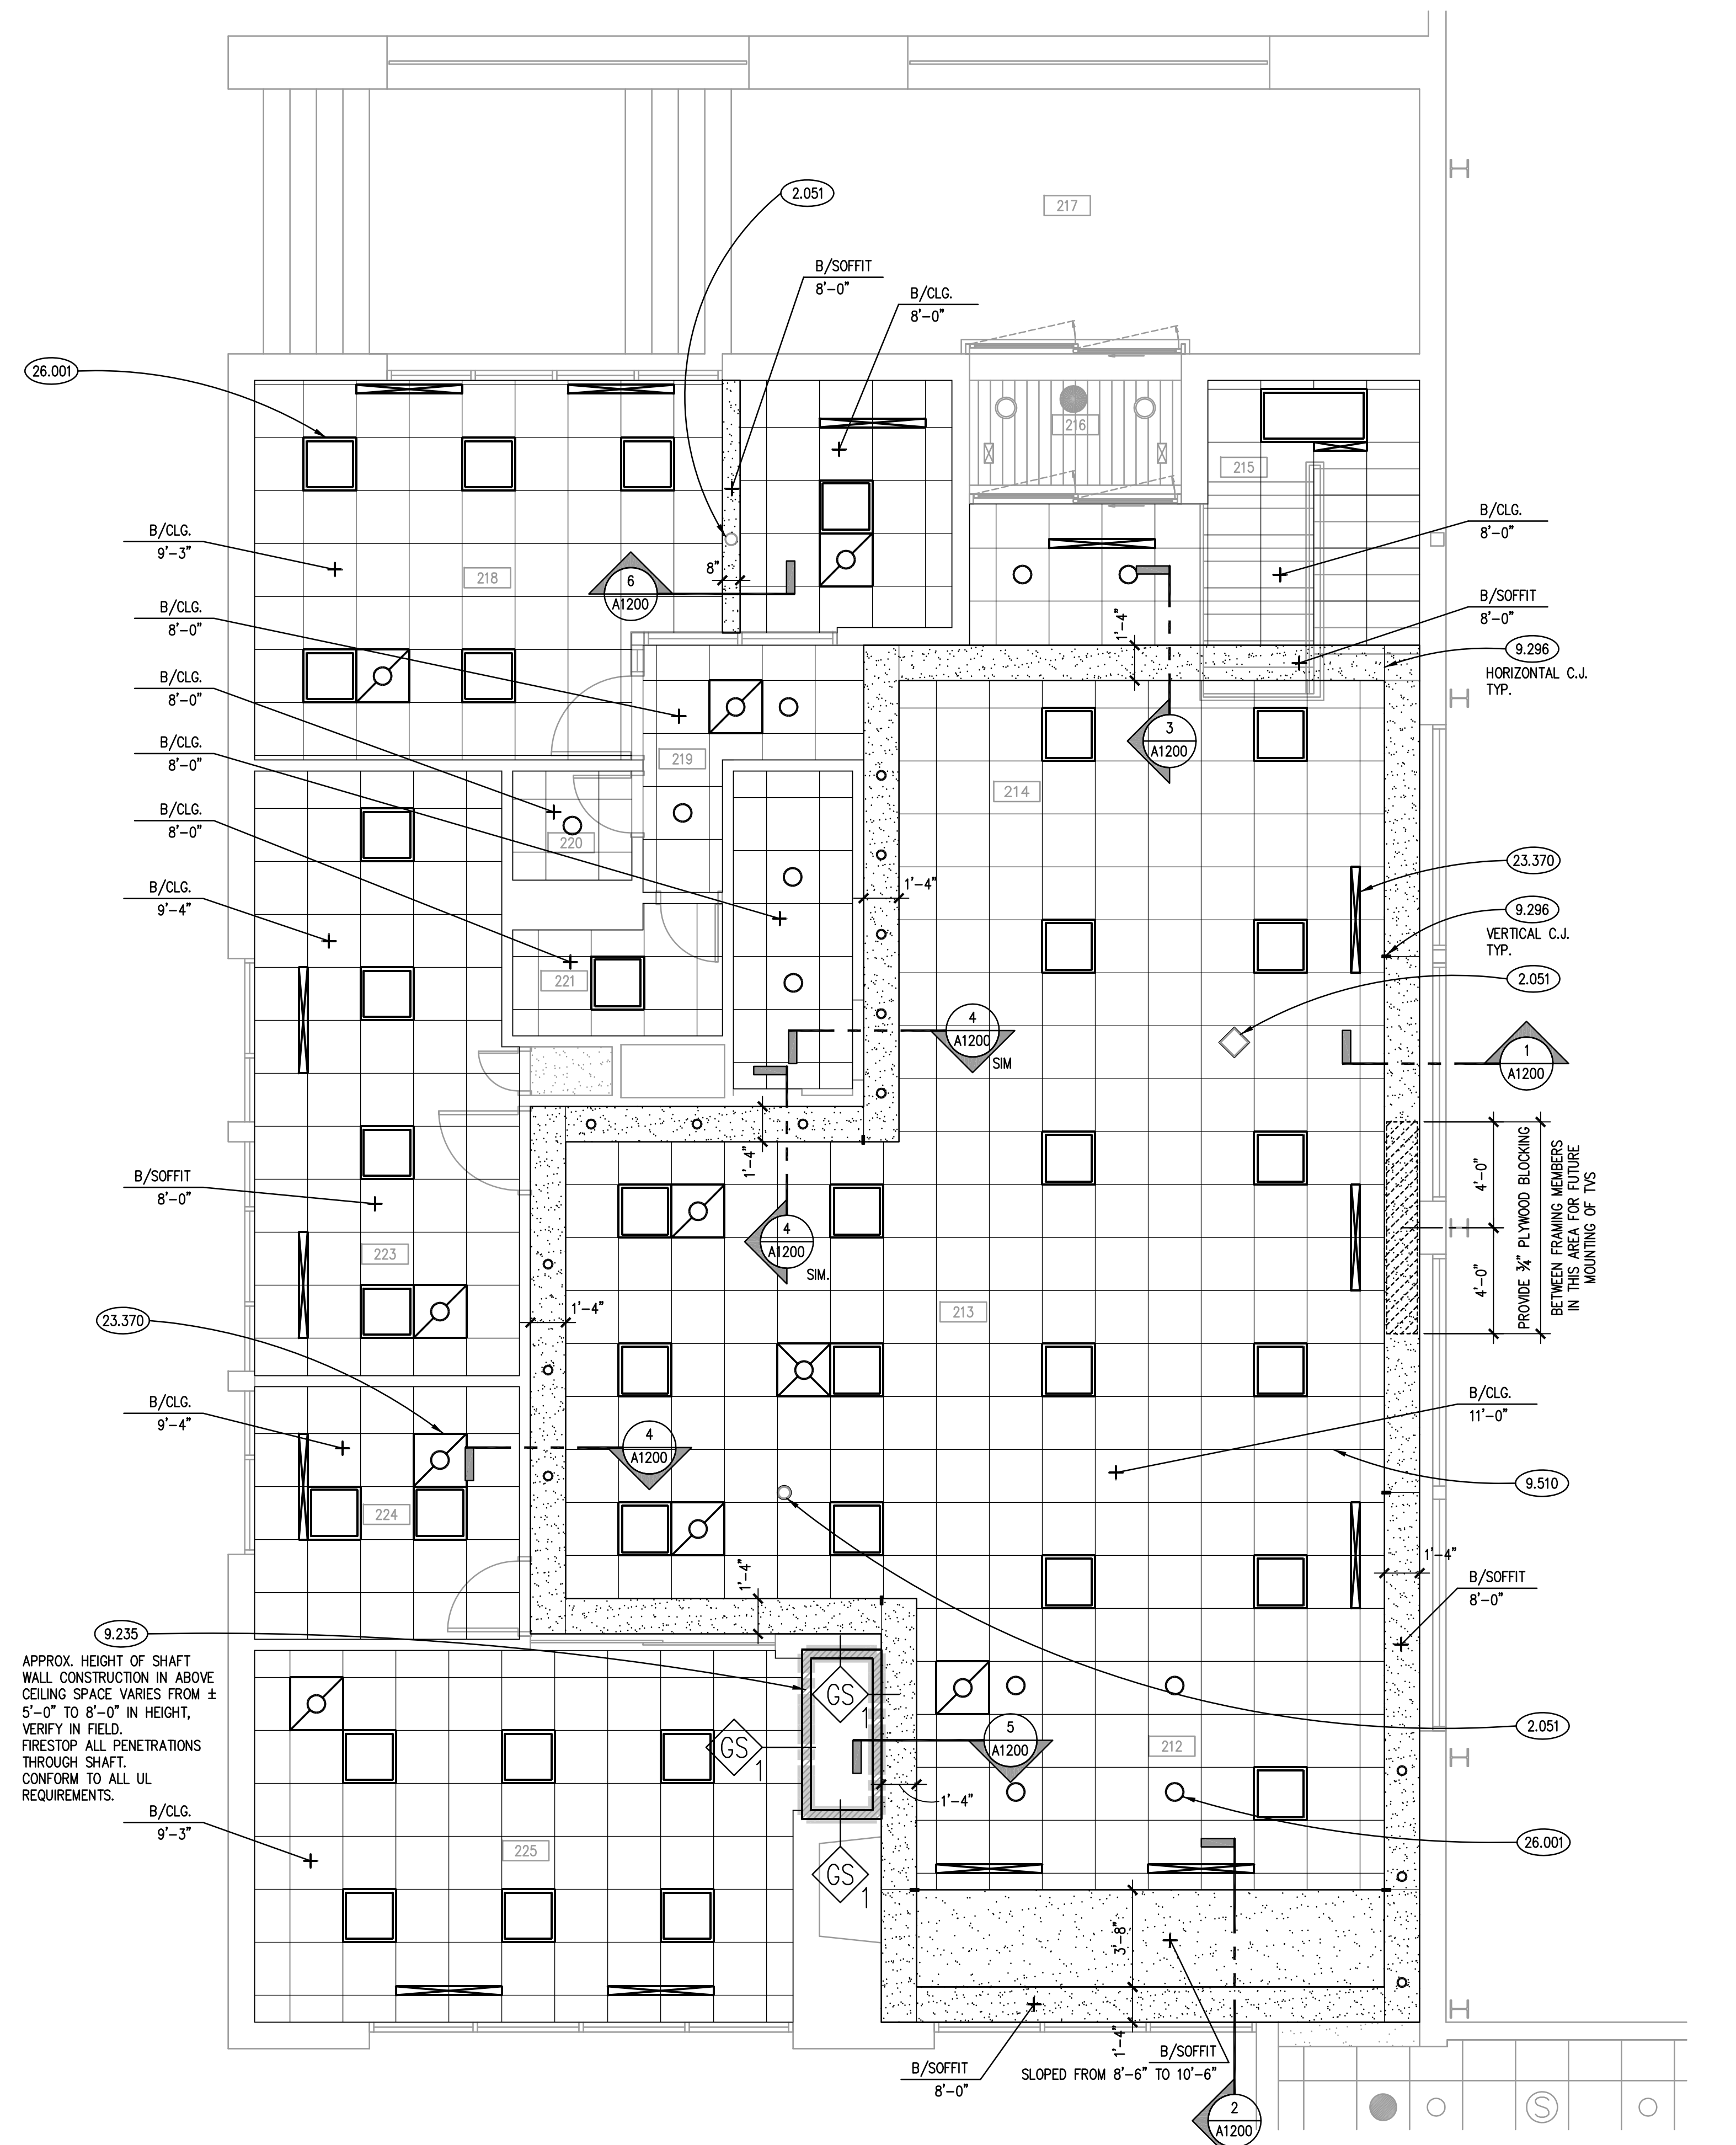 217
2.051
B/SOFFIT
8'-0"
B/CLG.
8'-0"
26.001
216
215
B/CLG.
8'-0"
B/CLG.
9'-3"
218
8"
6
A1200
B/SOFFIT
8'-0"
B/CLG.
8'-0"
1'-4"
9.296
HORIZONTAL C.J.
TYP.
B/CLG.
8'-0"
3
A1200
B/CLG.
8'-0"
219
214
B/CLG.
8'-0"
220
23.370
B/CLG.
9'-4"
1'-4"
9.296
VERTICAL C.J.
TYP.
221
2.051
4
A1200
SIM
1
A1200
1'-4"
B/SOFFIT
8'-0"
4'-0"
4'-0"
PROVIDE ¾" PLYWOOD BLOCKING
BETWEEN FRAMING MEMBERS
IN THIS AREA FOR FUTURE
MOUNTING OF TVS
4
A1200
SIM.
223
23.370
1'-4"
213
B/CLG.
9'-4"
B/CLG.
11'-0"
4
A1200
9.510
224
1'-4"
1'-4"
B/SOFFIT
8'-0"
9.235
APPROX. HEIGHT OF SHAFT
WALL CONSTRUCTION IN ABOVE
CEILING SPACE VARIES FROM ±
5'-0" TO 8'-0" IN HEIGHT,
VERIFY IN FIELD.
FIRESTOP ALL PENETRATIONS
THROUGH SHAFT.
CONFORM TO ALL UL
REQUIREMENTS.
GS
1
GS
1
5
A1200
212
2.051
1'-4"
B/CLG.
9'-3"
225
GS
1
26.001
3'-8"
1'-4"
B/SOFFIT
8'-0"
B/SOFFIT
SLOPED FROM 8'-6" TO 10'-6"
2
A1200
S